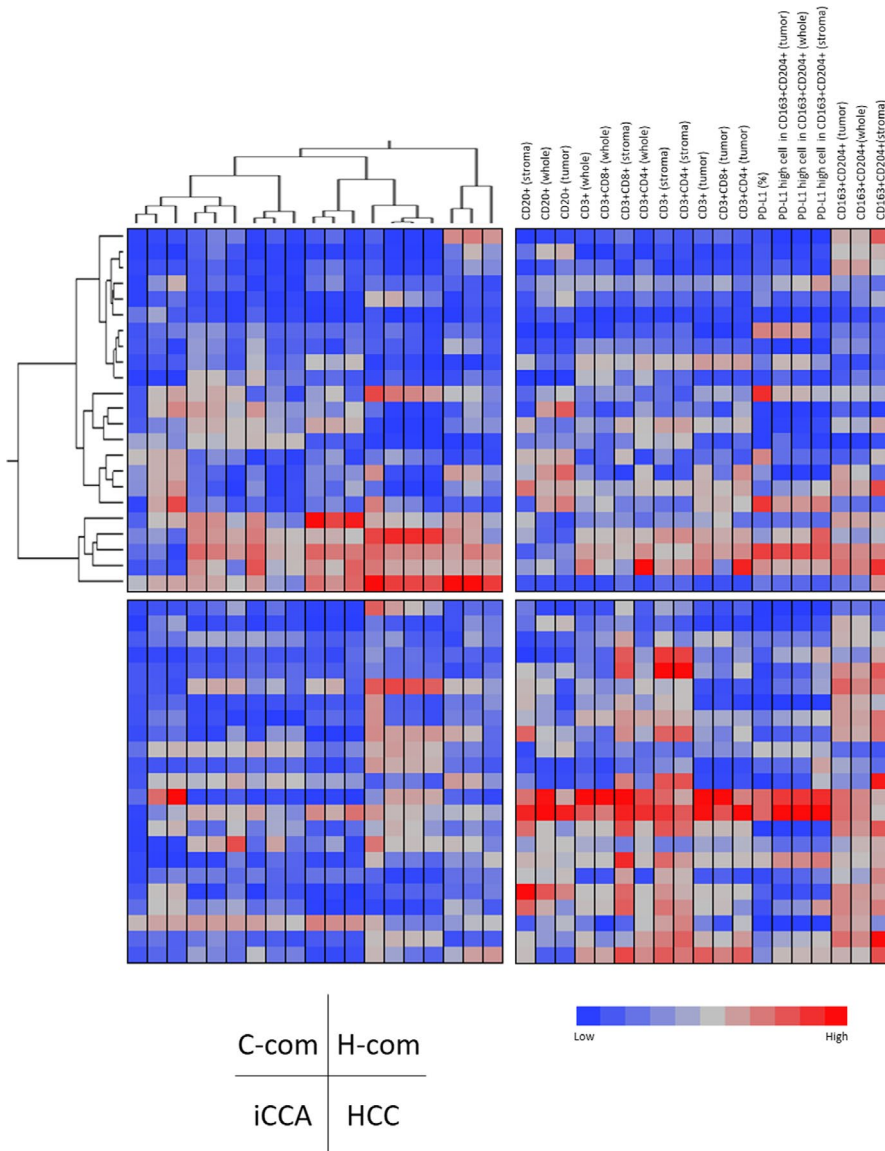 CD20+ (stroma)
CD20+ (whole)
CD20+ (tumor)
CD3+ (whole)
CD3+CD8+ (whole)
CD3+CD8+ (stroma)
CD3+CD4+ (whole)
CD3+ (stroma)
CD3+CD4+ (stroma)
CD3+ (tumor)
CD3+CD8+ (tumor)
CD3+CD4+ (tumor)
PD-L1 (%)
PD-L1 high cell in CD163+CD204+ (tumor)
PD-L1 high cell in CD163+CD204+ (whole)
PD-L1 high cell in CD163+CD204+ (stroma)
CD163+CD204+ (tumor)
CD163+CD204+(whole)
CD163+CD204+(stroma)
Low
High
C-com
H-com
iCCA
HCC